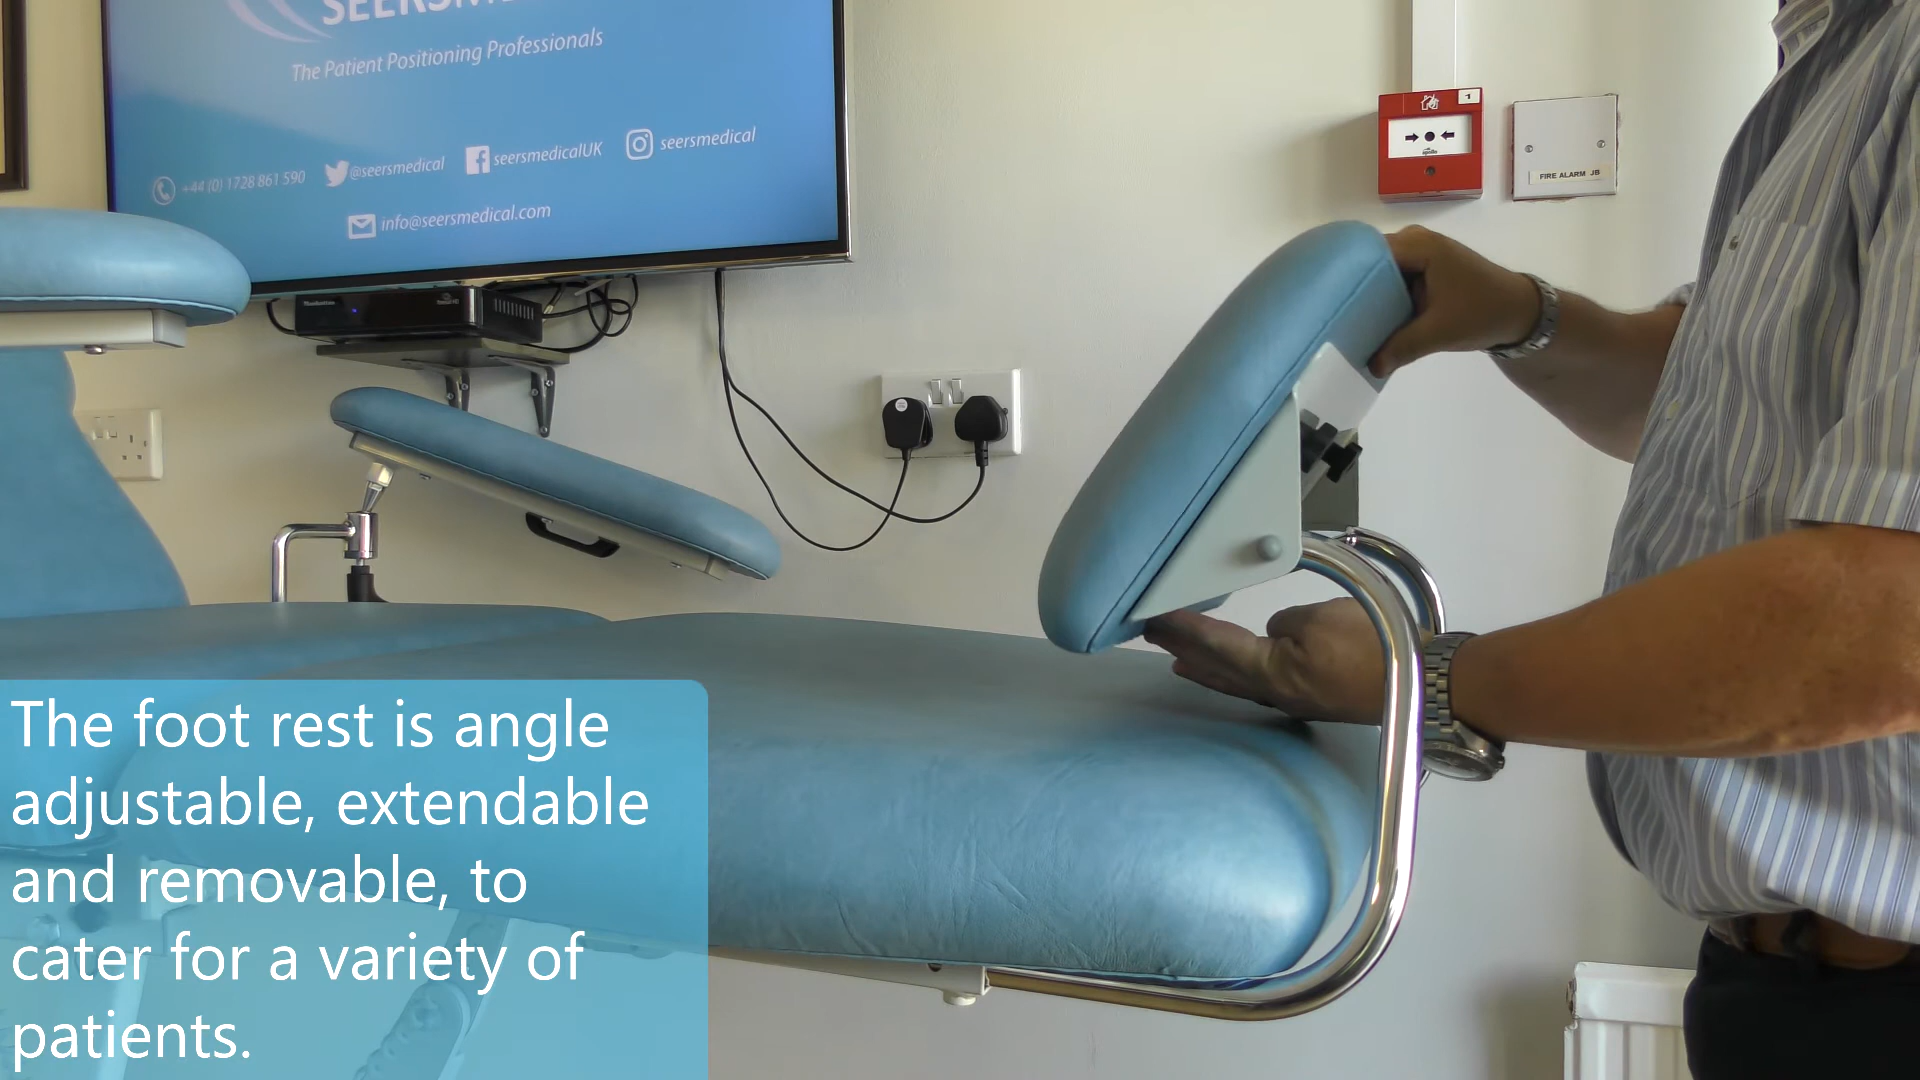 The Patient Positioning Professionals
+44 (0) 1728 861 590 @seersmedical seersmedicalUK seersmedical
info@seersmedical.com
FIRE ALARM JB
The foot rest is angle
adjustable, extendable
and removable, to
cater for a variety of
patients.